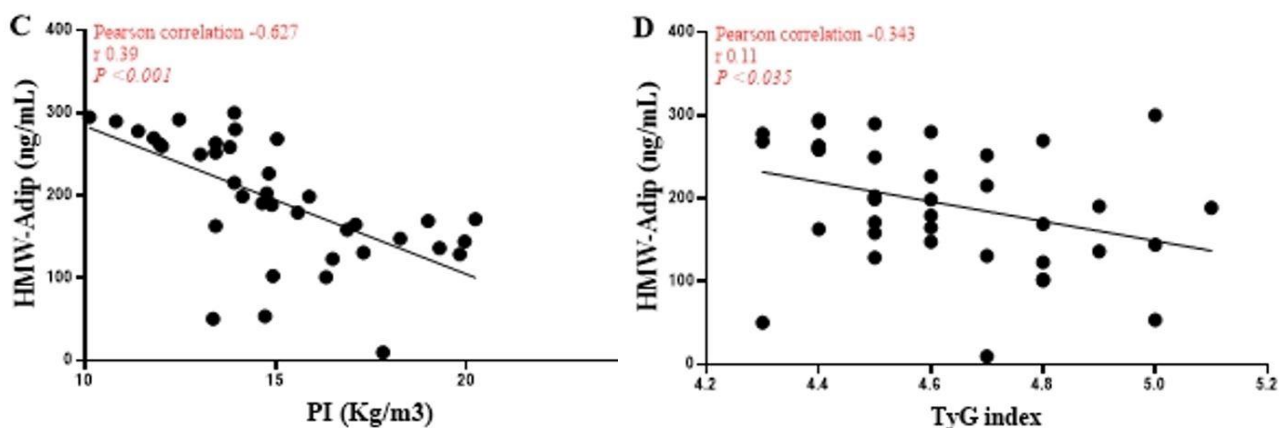 C
Pearson correlation -0.627
r 0.39
P <0.001
HMW-Adip (ng/mL)
400
300
200
100
0
10
15
20
PI (Kg/m3)
D
Pearson correlation -0.343
r 0.11
P <0.035
HMW-Adip (ng/mL)
400
300
200
100
0
4.2
4.4
4.6
4.8
5.0
5.2
TyG index